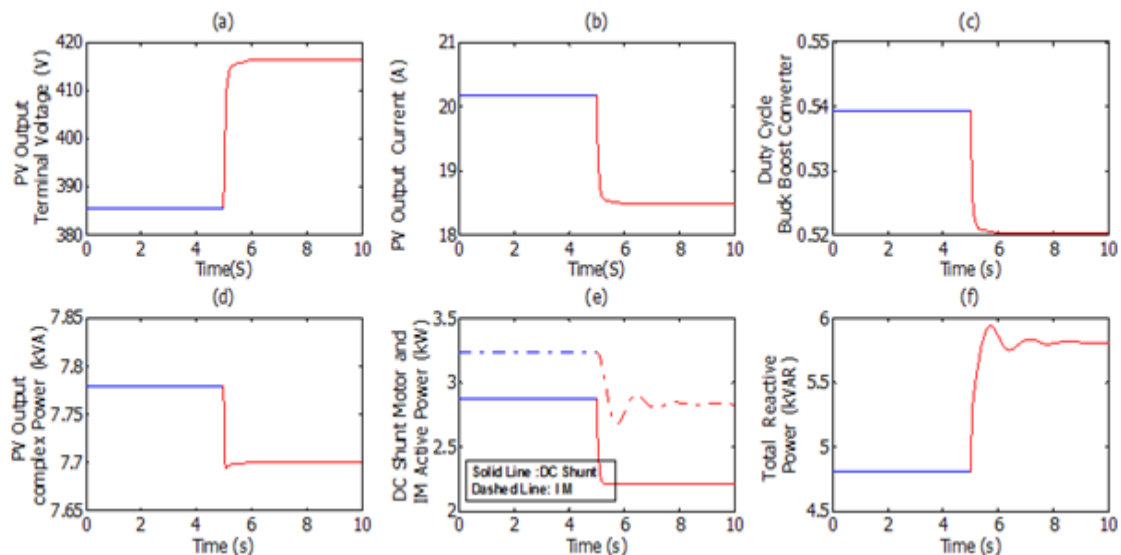 (a)
PV Output
Terminal Voltage (V)
420
410
400
390
380
0 2 4 6 8 10
Time(S)
(b)
PV Output Current (A)
21
20
19
18
0 2 4 6 8 10
Time(S)
(c)
Duty Cycle
Buck Boost Converter
0.55
0.54
0.53
0.52
0 2 4 6 8 10
Time (s)
(d)
PV Output
complex Power (kVA)
7.85
7.8
7.75
7.7
7.65
0 2 4 6 8 10
Time (s)
(e)
DC Shunt Motor and
IM Active Power (kW)
3.5
3
2.5
2
Solid Line :DC Shunt
Dashed Line: IM
0 2 4 6 8 10
Time (s)
(f)
Total Reactive
Power (kVAR)
6
5.5
5
4.5
0 2 4 6 8 10
Time (s)